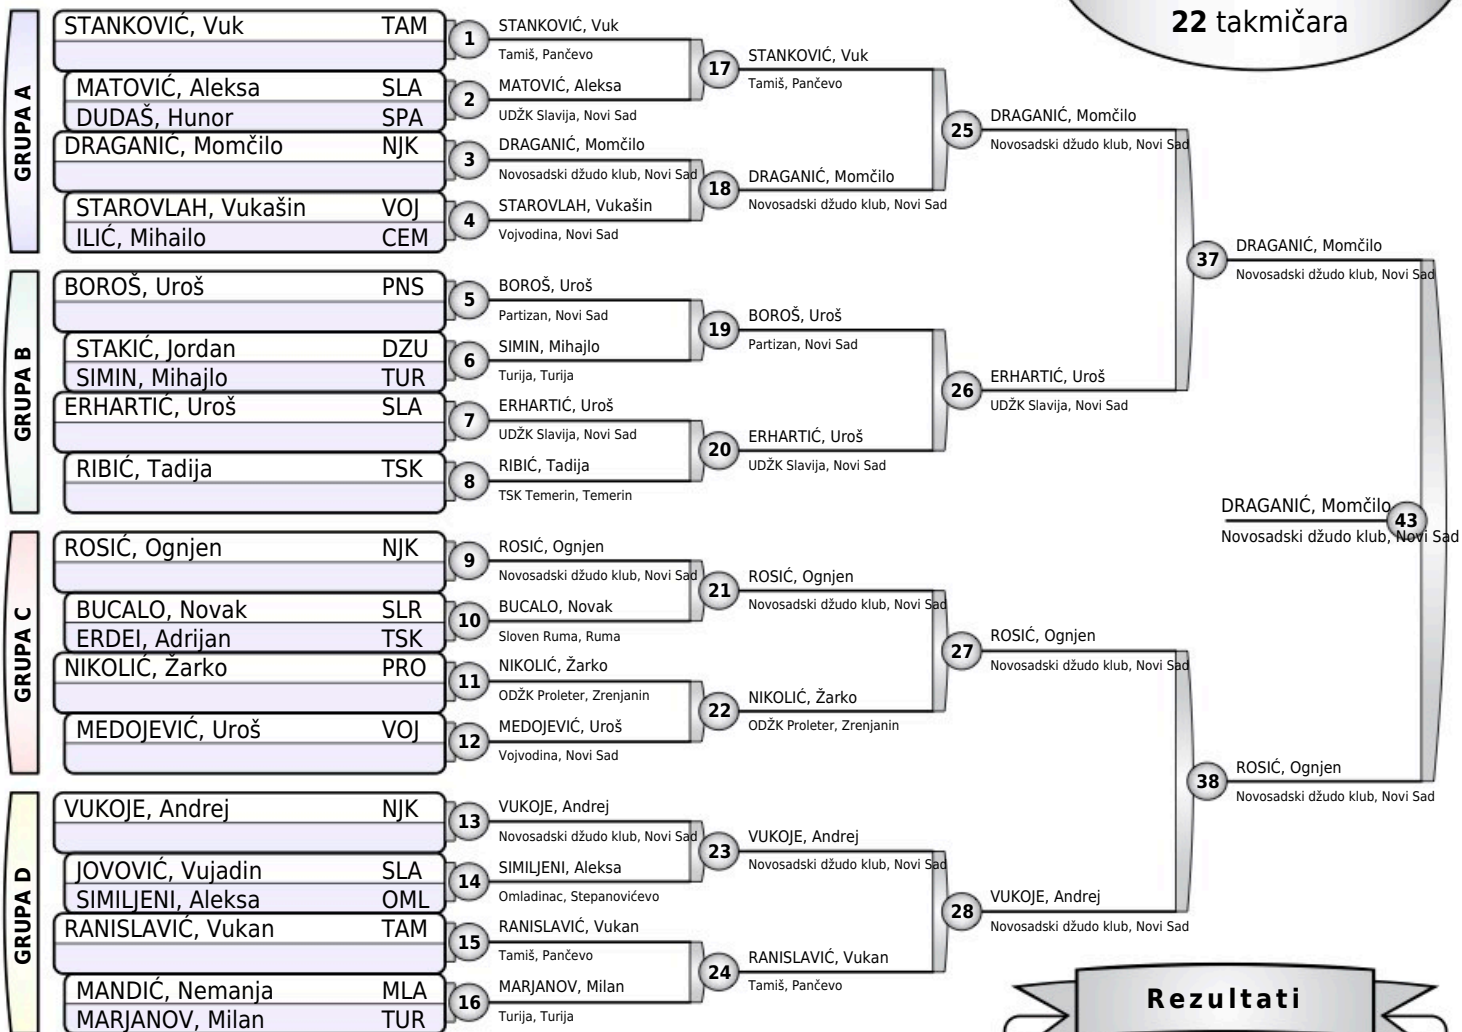 22 takmičara
GRUPA A
STANKOVIĆ, Vuk TAM
MATOVIĆ, Aleksa SLA
DUDAŠ, Hunor SPA
DRAGANIĆ, Momčilo NJK
STAROVLAH, Vukašin VOJ
ILIĆ, Mihailo CEM
GRUPA B
BOROŠ, Uroš PNS
STAKIĆ, Jordan DZU
SIMIN, Mihajlo TUR
ERHARTIĆ, Uroš SLA
RIBIĆ, Tadija TSK
GRUPA C
ROSIĆ, Ognjen NJK
BUCALO, Novak SLR
ERDEI, Adrijan TSK
NIKOLIĆ, Žarko PRO
MEDOJEVIĆ, Uroš VOJ
GRUPA D
VUKOJE, Andrej NJK
JOVOVIĆ, Vujadin SLA
SIMILJENI, Aleksa OML
RANISLAVIĆ, Vukan TAM
MANDIĆ, Nemanja MLA
MARJANOV, Milan TUR
1
STANKOVIĆ, Vuk
Tamiš, Pančevo
2
MATOVIĆ, Aleksa
UDŽK Slavija, Novi Sad
3
DRAGANIĆ, Momčilo
Novosadski džudo klub, Novi Sad
4
STAROVLAH, Vukašin
Vojvodina, Novi Sad
5
BOROŠ, Uroš
Partizan, Novi Sad
6
SIMIN, Mihajlo
Turija, Turija
7
ERHARTIĆ, Uroš
UDŽK Slavija, Novi Sad
8
RIBIĆ, Tadija
TSK Temerin, Temerin
9
ROSIĆ, Ognjen
Novosadski džudo klub, Novi Sad
10
BUCALO, Novak
Sloven Ruma, Ruma
11
NIKOLIĆ, Žarko
ODŽK Proleter, Zrenjanin
12
MEDOJEVIĆ, Uroš
Vojvodina, Novi Sad
13
VUKOJE, Andrej
Novosadski džudo klub, Novi Sad
14
SIMILJENI, Aleksa
Omladinac, Stepanovićevo
15
RANISLAVIĆ, Vukan
Tamiš, Pančevo
16
MARJANOV, Milan
Turija, Turija
17
STANKOVIĆ, Vuk
Tamiš, Pančevo
18
DRAGANIĆ, Momčilo
Novosadski džudo klub, Novi Sad
19
BOROŠ, Uroš
Partizan, Novi Sad
20
ERHARTIĆ, Uroš
UDŽK Slavija, Novi Sad
21
ROSIĆ, Ognjen
Novosadski džudo klub, Novi Sad
22
NIKOLIĆ, Žarko
ODŽK Proleter, Zrenjanin
23
VUKOJE, Andrej
Novosadski džudo klub, Novi Sad
24
RANISLAVIĆ, Vukan
Tamiš, Pančevo
25
DRAGANIĆ, Momčilo
Novosadski džudo klub, Novi Sad
26
ERHARTIĆ, Uroš
UDŽK Slavija, Novi Sad
27
ROSIĆ, Ognjen
Novosadski džudo klub, Novi Sad
28
VUKOJE, Andrej
Novosadski džudo klub, Novi Sad
37
DRAGANIĆ, Momčilo
Novosadski džudo klub, Novi Sad
38
ROSIĆ, Ognjen
Novosadski džudo klub, Novi Sad
DRAGANIĆ, Momčilo
43
Novosadski džudo klub, Novi Sad
Rezultati